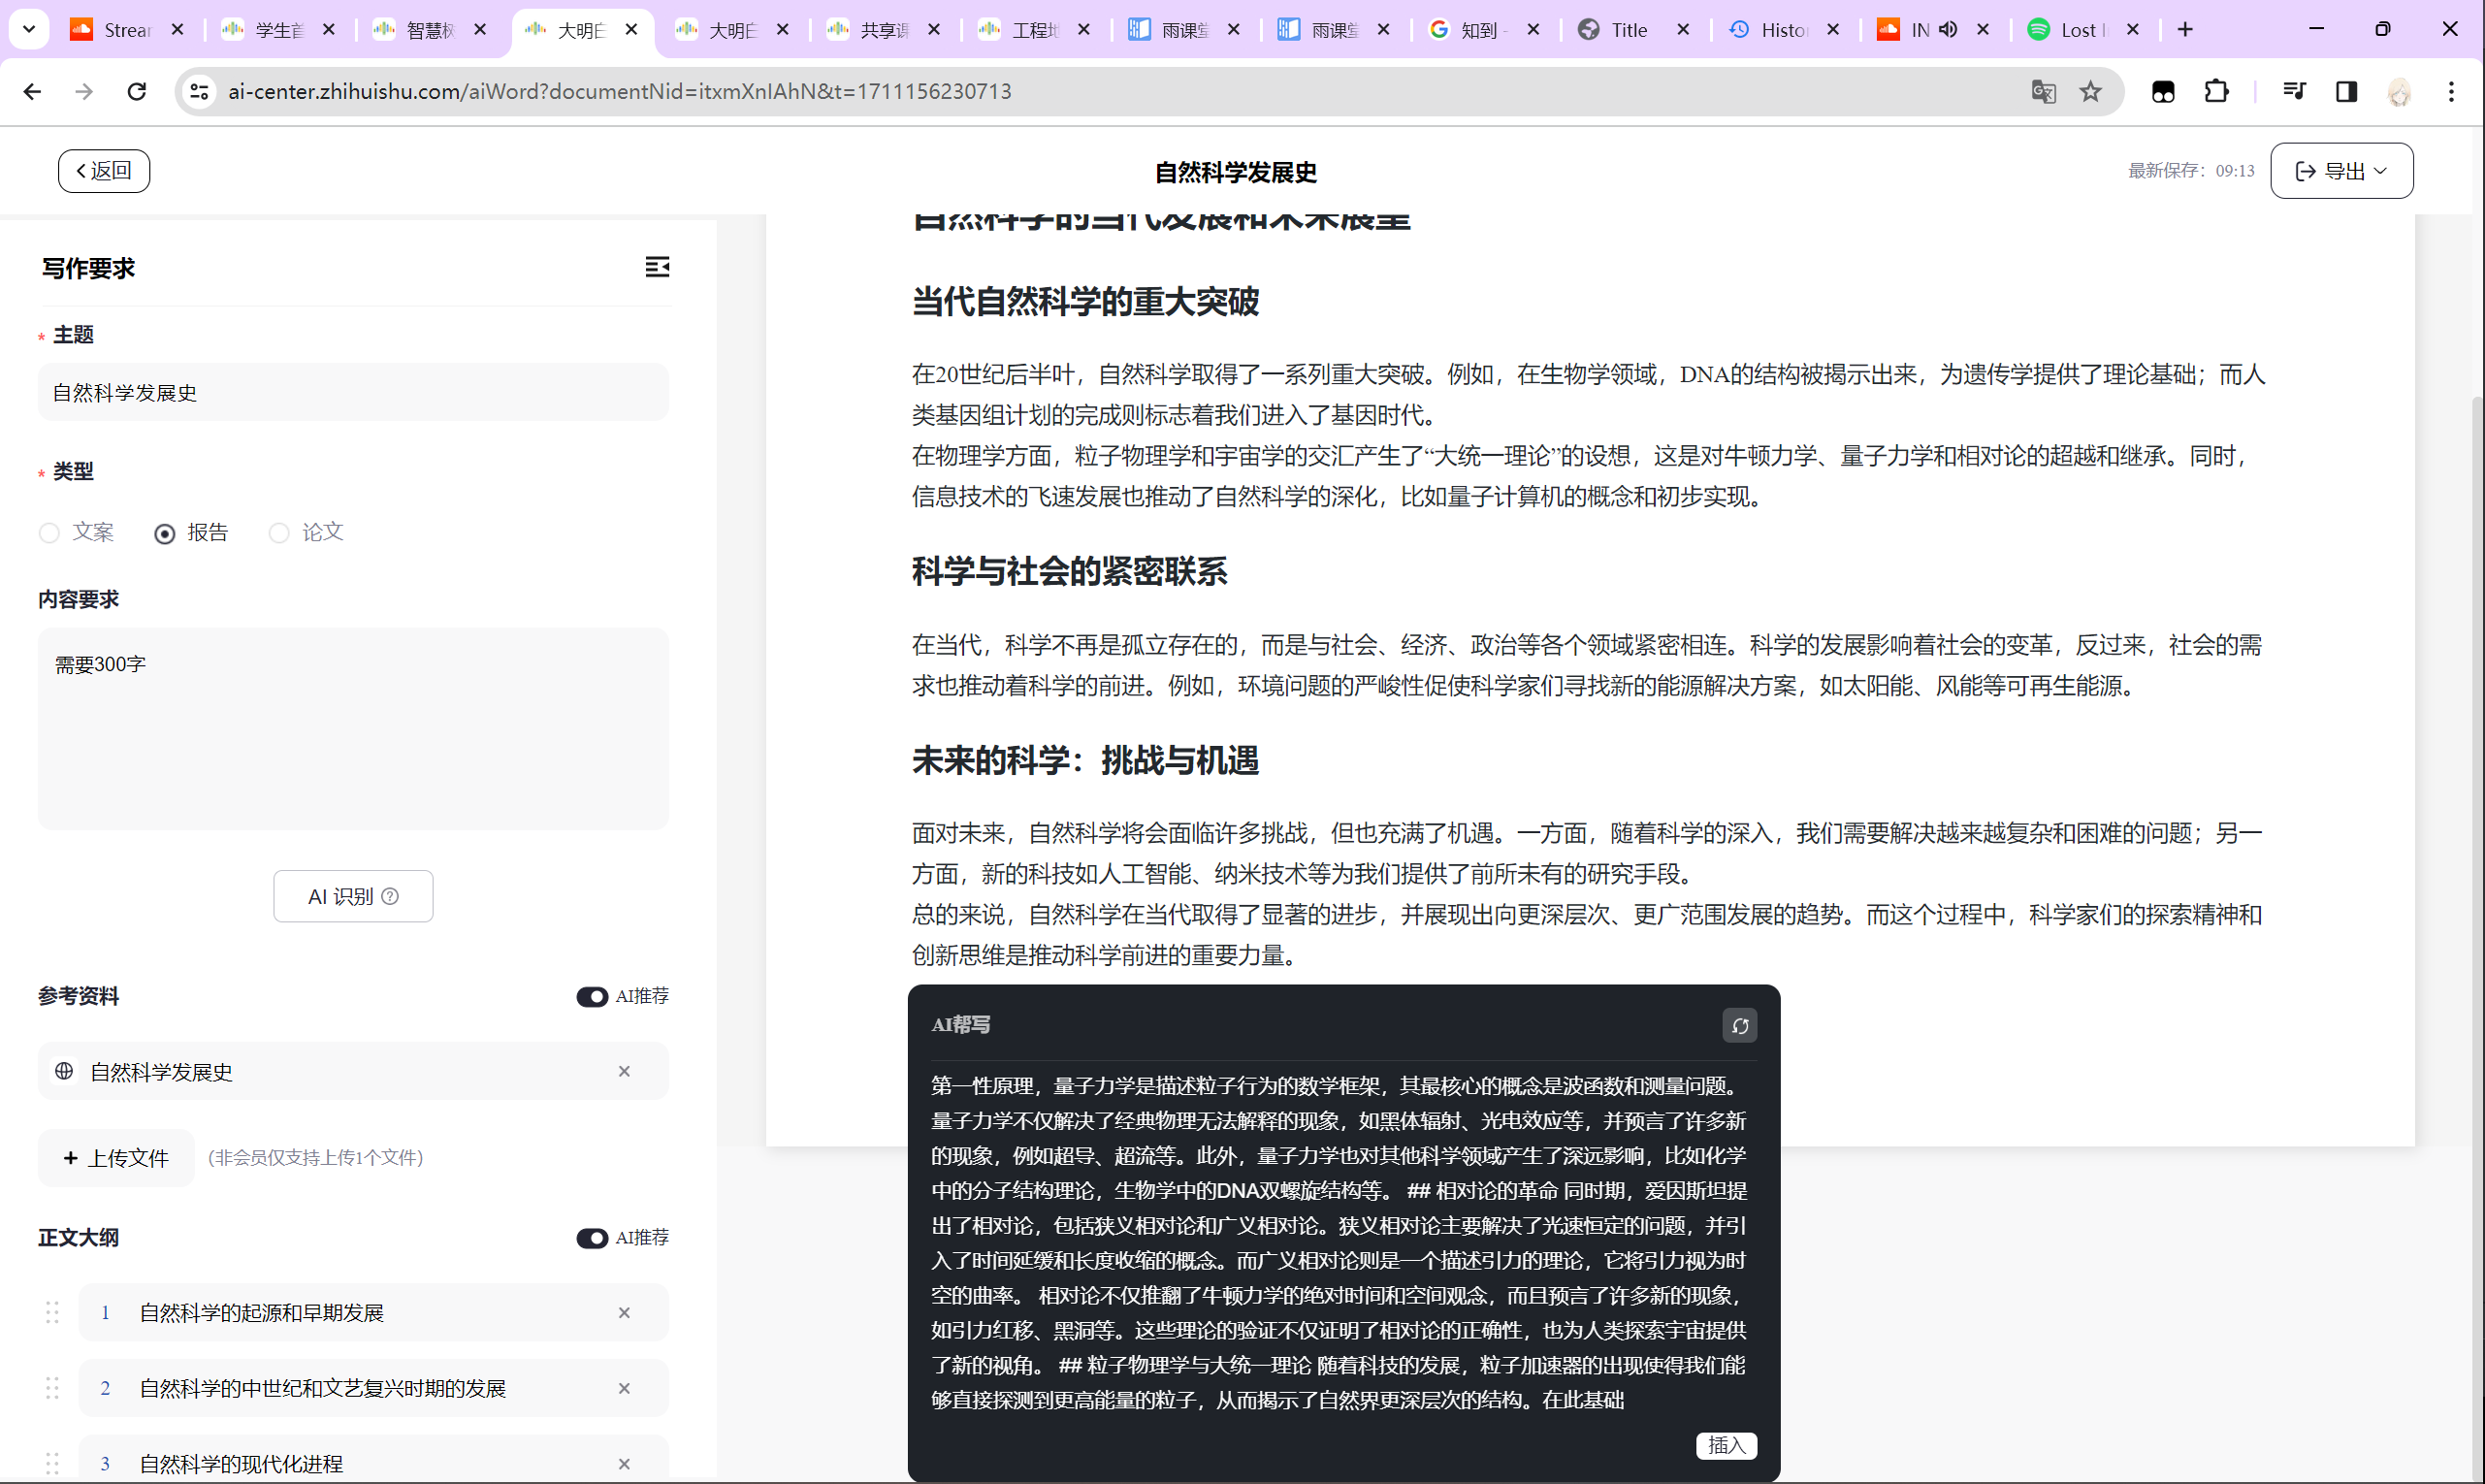 Strea
学生首
智慧树
大明白
大明白
共享课
工程地
雨课堂
雨课堂
知到 -
Title
Histo
IN
Lost
ai-center.zhihuishu.com/aiWord?documentNid=itxmXnIAhN&t=1711156230713
返回
自然科学发展史
最新保存：09:13
导出
写作要求
* 主题
自然科学发展史
* 类型
文案
报告
论文
内容要求
需要300字
AI 识别
参考资料
AI推荐
自然科学发展史
+ 上传文件
(非会员仅支持上传1个文件)
正文大纲
AI推荐
1 自然科学的起源和早期发展
2 自然科学的中世纪和文艺复兴时期的发展
3 自然科学的现代化进程
自然科学的当代发展和未来展望
当代自然科学的重大突破
在20世纪后半叶，自然科学取得了一系列重大突破。例如，在生物学领域，DNA的结构被揭示出来，为遗传学提供了理论基础；而人
类基因组计划的完成则标志着我们进入了基因时代。
在物理学方面，粒子物理学和宇宙学的交汇产生了“大统一理论”的设想，这是对牛顿力学、量子力学和相对论的超越和继承。同时，
信息技术的飞速发展也推动了自然科学的深化，比如量子计算机的概念和初步实现。
科学与社会的紧密联系
在当代，科学不再是孤立存在的，而是与社会、经济、政治等各个领域紧密相连。科学的发展影响着社会的变革，反过来，社会的需
求也推动着科学的前进。例如，环境问题的严峻性促使科学家们寻找新的能源解决方案，如太阳能、风能等可再生能源。
未来的科学：挑战与机遇
面对未来，自然科学将会面临许多挑战，但也充满了机遇。一方面，随着科学的深入，我们需要解决越来越复杂和困难的问题；另一
方面，新的科技如人工智能、纳米技术等为我们提供了前所未有的研究手段。
总的来说，自然科学在当代取得了显著的进步，并展现出向更深层次、更广范围发展的趋势。而这个过程中，科学家们的探索精神和
创新思维是推动科学前进的重要力量。
AI帮写
第一性原理，量子力学是描述粒子行为的数学框架，其最核心的概念是波函数和测量问题。
量子力学不仅解决了经典物理无法解释的现象，如黑体辐射、光电效应等，并预言了许多新
的现象，例如超导、超流等。此外，量子力学也对其他科学领域产生了深远影响，比如化学
中的分子结构理论，生物学中的DNA双螺旋结构等。 ## 相对论的革命 同时期，爱因斯坦提
出了相对论，包括狭义相对论和广义相对论。狭义相对论主要解决了光速恒定的问题，并引
入了时间延缓和长度收缩的概念。而广义相对论则是一个描述引力的理论，它将引力视为时
空的曲率。 相对论不仅推翻了牛顿力学的绝对时间和空间观念，而且预言了许多新的现象，
如引力红移、黑洞等。这些理论的验证不仅证明了相对论的正确性，也为人类探索宇宙提供
了新的视角。 ## 粒子物理学与大统一理论 随着科技的发展，粒子加速器的出现使得我们能
够直接探测到更高能量的粒子，从而揭示了自然界更深层次的结构。在此基础
插入